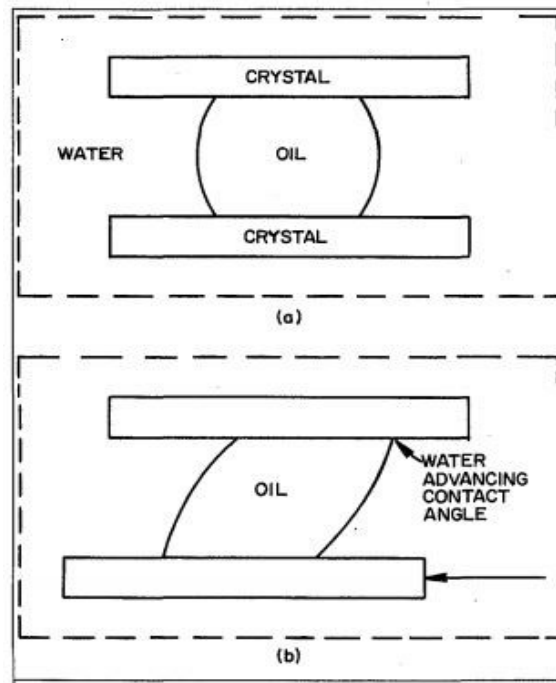 CRYSTAL
WATER
OIL
CRYSTAL
(a)
WATER
ADVANCING
CONTACT
ANGLE
OIL
(b)